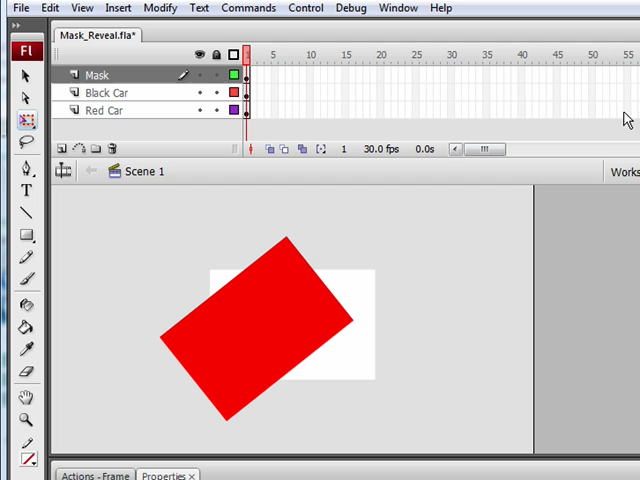 File Edit View Insert Modify Text Commands Control Debug Window Help
Mask_Reveal.fla*
Fl
1 5 10 15 20 25 30 35 40 45 50 55
Mask
Black Car
Red Car
1 30.0 fps 0.0s
Scene 1
Works
T
Actions - Frame Properties ×